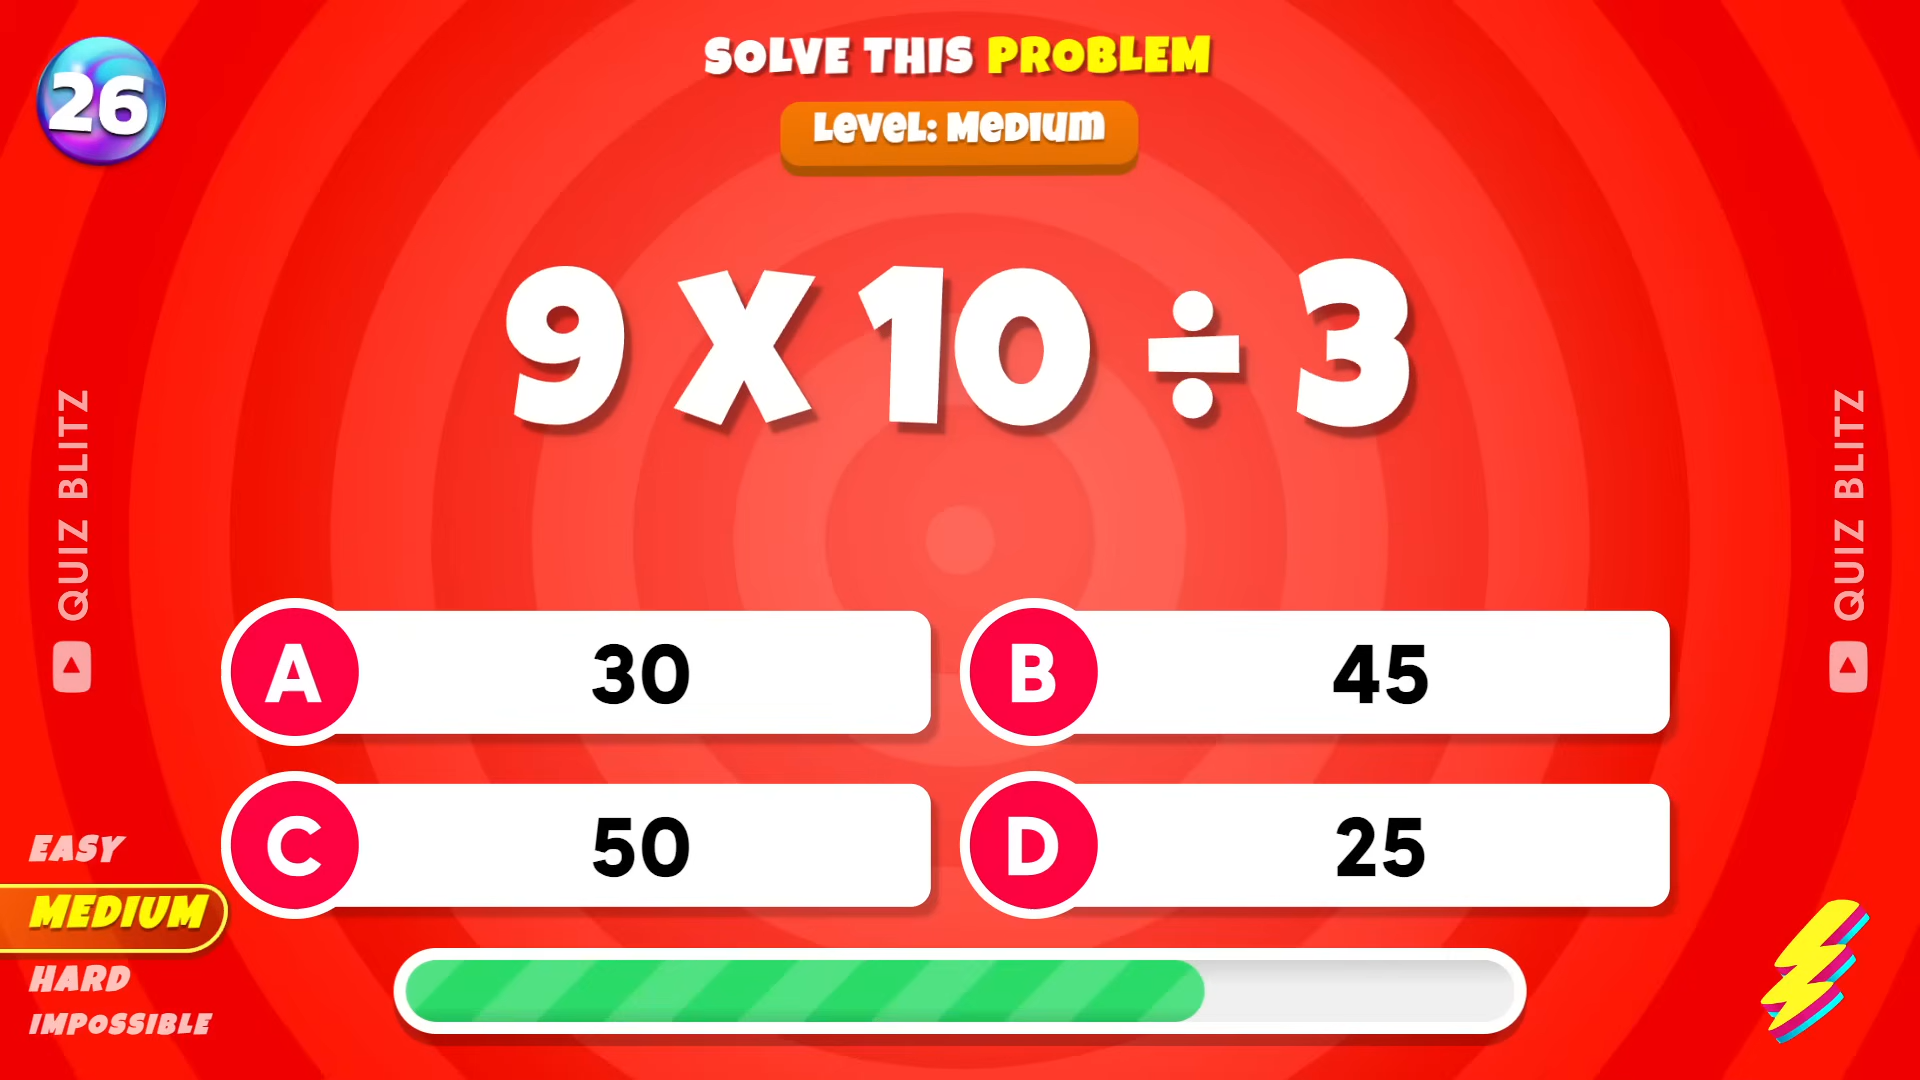 26
SOLVE THIS PROBLEM
Level: Medium
9 X 10 ÷ 3
A 30
B 45
C 50
D 25
QUIZ BLITZ
QUIZ BLITZ
EASY
MEDIUM
HARD
IMPOSSIBLE